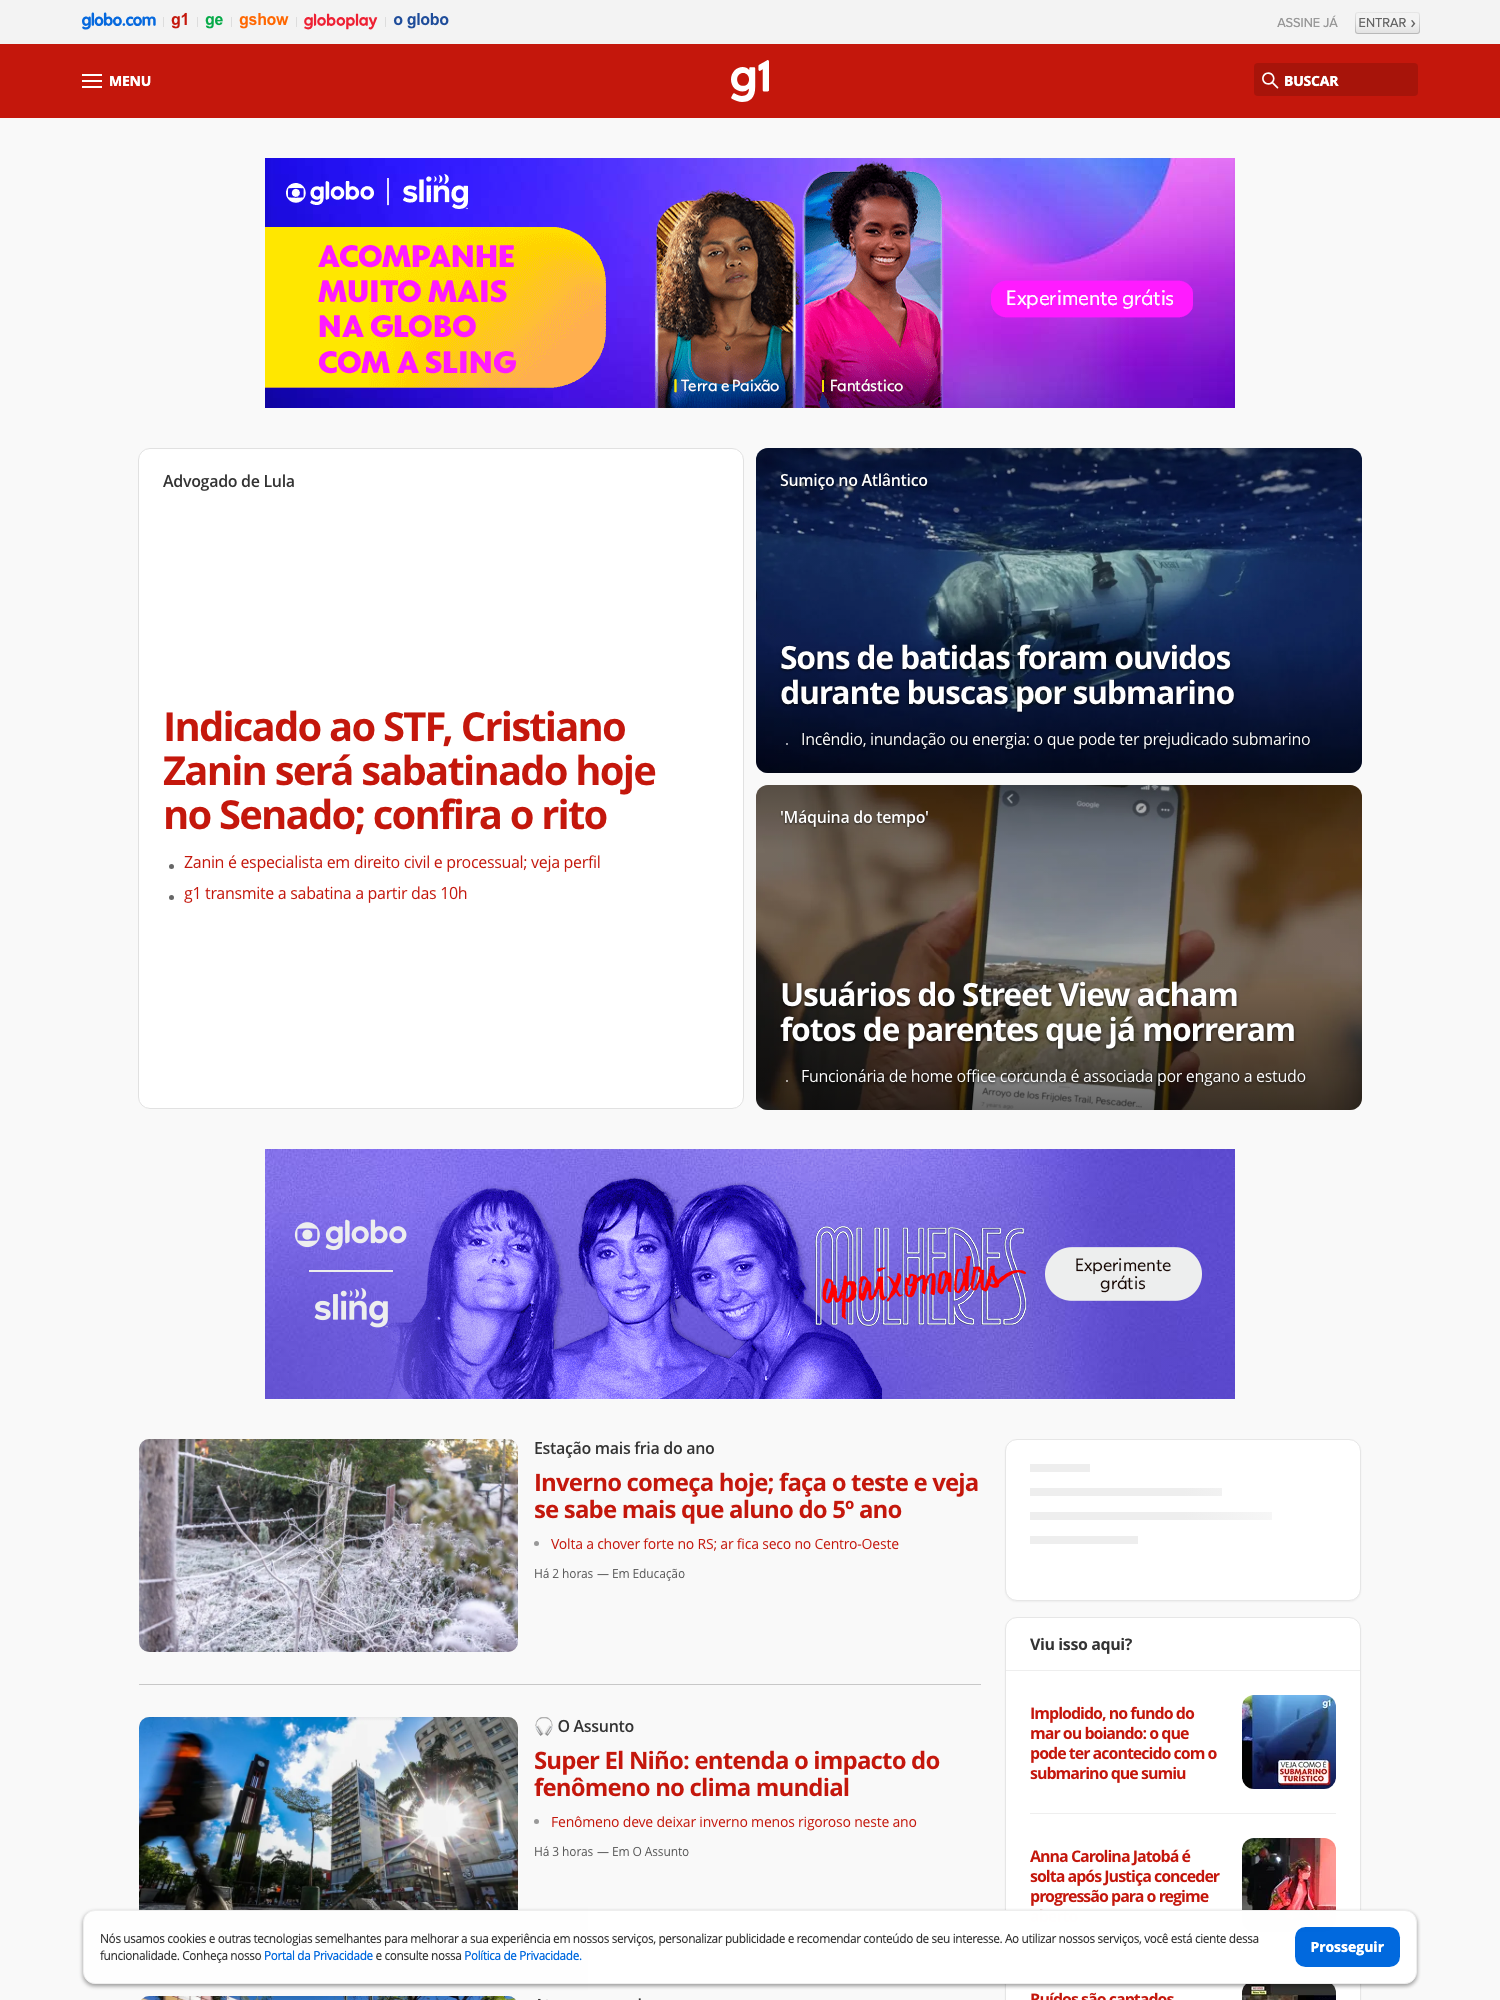 globo.com g1 ge gshow globoplay o globo
ASSINE JÁ ENTRAR ›
MENU
g1
BUSCAR
globo | sling
ACOMPANHE
MUITO MAIS
NA GLOBO
COM A SLING
Terra e Paixão
Fantástico
Experimente grátis
Advogado de Lula
Indicado ao STF, Cristiano
Zanin será sabatinado hoje
no Senado; confira o rito
Zanin é especialista em direito civil e processual; veja perfil
g1 transmite a sabatina a partir das 10h
Sumiço no Atlântico
Sons de batidas foram ouvidos
durante buscas por submarino
Incêndio, inundação ou energia: o que pode ter prejudicado submarino
Google
'Máquina do tempo'
Usuários do Street View acham
fotos de parentes que já morreram
Funcionária de home office corcunda é associada por engano a estudo
Arroyo de los Frijoles Trail, Pescader...
globo
sling
MULHERES
apaixonadas
Experimente
grátis
Estação mais fria do ano
Inverno começa hoje; faça o teste e veja
se sabe mais que aluno do 5º ano
Volta a chover forte no RS; ar fica seco no Centro-Oeste
Há 2 horas — Em Educação
🎧 O Assunto
Super El Niño: entenda o impacto do
fenômeno no clima mundial
Fenômeno deve deixar inverno menos rigoroso neste ano
Há 3 horas — Em O Assunto
Viu isso aqui?
Implodido, no fundo do
mar ou boiando: o que
pode ter acontecido com o
submarino que sumiu
g1
VEJA COMO É
SUBMARINO
TURÍSTICO
Anna Carolina Jatobá é
solta após Justiça conceder
progressão para o regime
Nós usamos cookies e outras tecnologias semelhantes para melhorar a sua experiência em nossos serviços, personalizar publicidade e recomendar conteúdo de seu interesse. Ao utilizar nossos serviços, você está ciente dessa
funcionalidade. Conheça nosso Portal da Privacidade e consulte nossa Política de Privacidade.
Prosseguir
Ruídos são captados